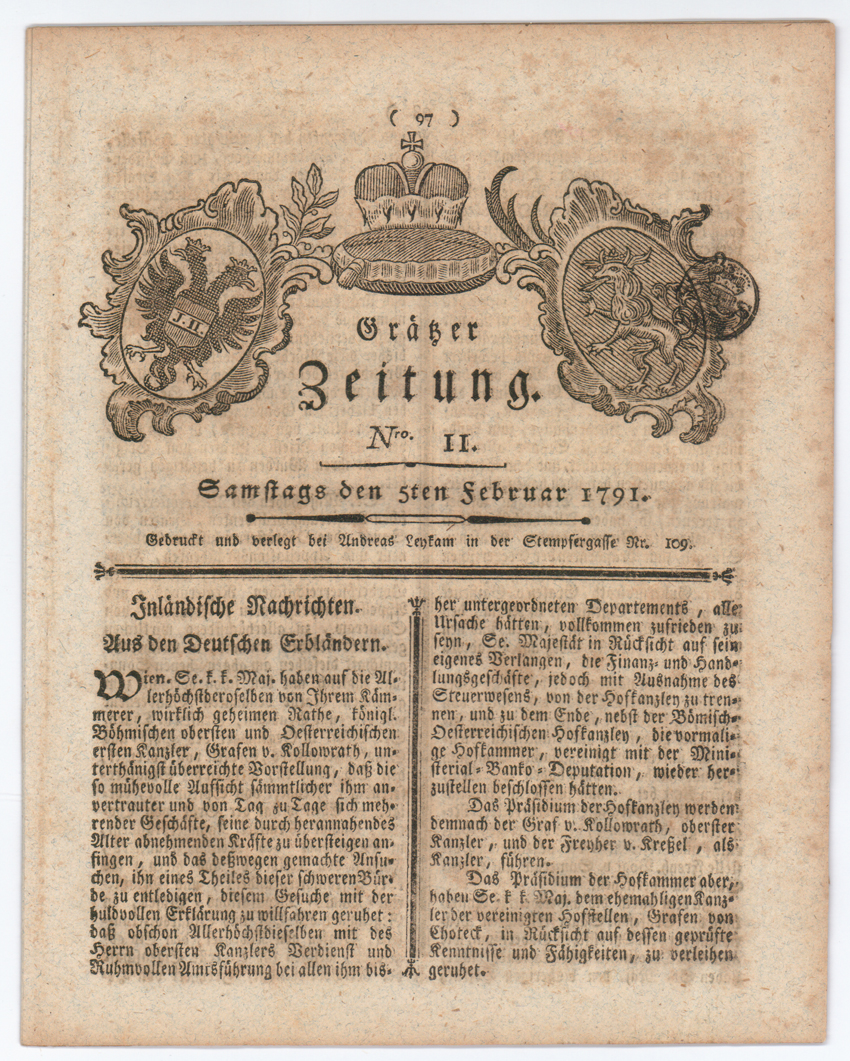 ( 97 )
J. II.
Grätzer
Zeitung.
Nro. II.
Samstags den 5ten Februar 1791.
Gedruckt und verlegt bei Andreas Leykam in der Stempfergasse Nr. 109.
Inländische Nachrichten.
Aus den Deutschen Erbländern.
Wien. Se. k. k. Maj. haben auf die Al-
lerhöchstderoselben von Ihrem Käm-
merer, wirklich geheimen Rathe, königl.
Böhmischen obersten und Oesterreichischen
ersten Kanzler, Grafen v. Kollowrath, un-
terthänigst überreichte Vorstellung, daß die
so mühevolle Aufsicht sämmtlicher ihm an-
vertrauter und von Tag zu Tage sich meh-
render Geschäfte, seine durch herannahendes
Alter abnehmenden Kräfte zu übersteigen an-
fingen, und das deßwegen gemachte Ansu-
chen, ihn eines Theiles dieser schweren Bür-
de zu entledigen, diesem Gesuche mit der
huldvollen Erklärung zu willfahren geruhet:
daß obschon Allerhöchstdieselben mit des
Herrn obersten Kanzlers Verdienst und
Ruhmvollen Amtsführung bei allen ihm bis-
her untergeordneten Departements, alle
Ursache hätten, vollkommen zufrieden zu
seyn, Se. Majestät in Rücksicht auf sein
eigenes Verlangen, die Finanz- und Hand-
lungsgeschäfte, jedoch mit Ausnahme des
Steuerwesens, von der Hofkanzley zu tren-
nen, und zu dem Ende, nebst der Bömisch-
Oesterreichischen Hofkanzley, die vormali-
ge Hofkammer, vereinigt mit der Mini-
sterial-Banko-Deputation, wieder her-
zustellen beschlossen hätten.
Das Präsidium der Hofkanzley werden
demnach der Graf v. Kollowrath, oberster
Kanzler, und der Freyher v. Kreßel, als
Kanzler, führen.
Das Präsidium der Hofkammer aber,
haben Se. k. k. Maj. dem ehemahligen Kanz-
ler der vereinigten Hofstellen, Grafen von
Choteck, in Rücksicht auf dessen geprüfte
Kenntnisse und Fähigkeiten, zu verleihen
geruhet.